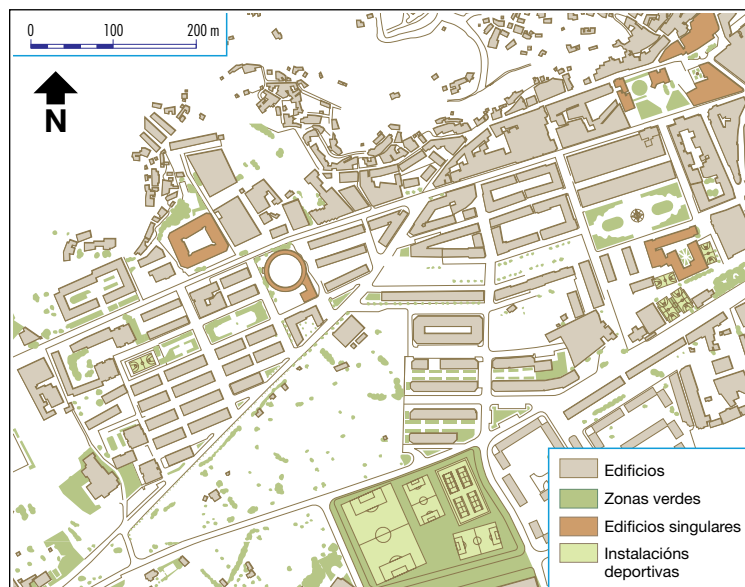 0 100 200 m
N
Edificios
Zonas verdes
Edificios singulares
Instalacións
deportivas